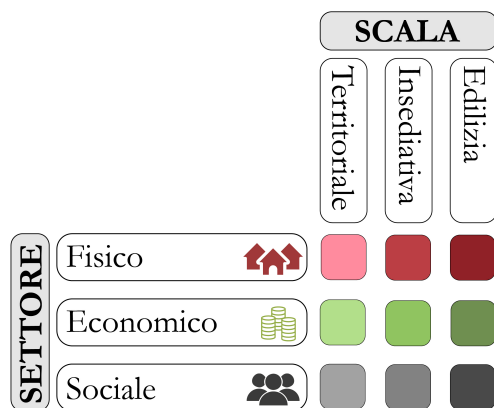 SCALA
Territoriale
Insediativa
Edilizia
SETTORE
Fisico
Economico
Sociale